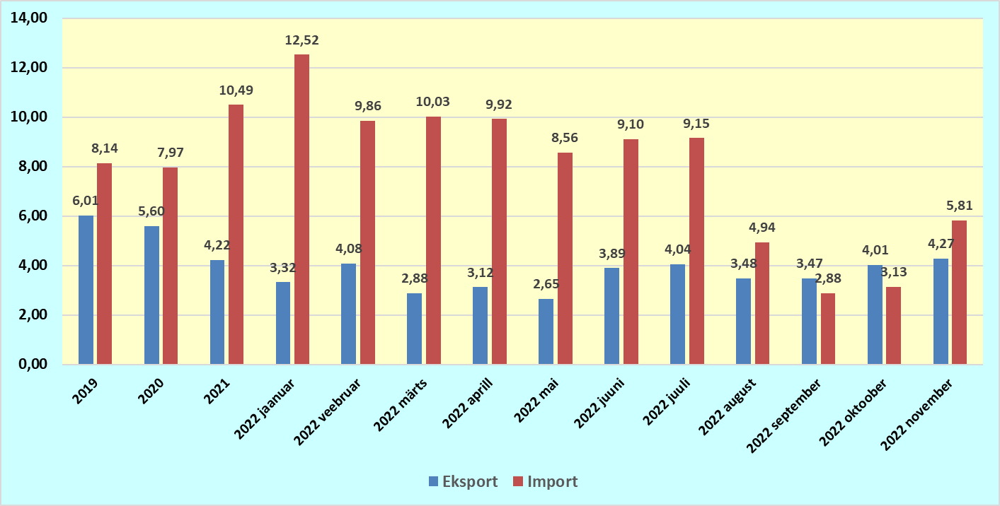 14,00
12,00
10,00
8,00
6,00
4,00
2,00
0,00
6,01 8,14
5,60 7,97
4,22 10,49
3,32 12,52
4,08 9,86
2,88 10,03
3,12 9,92
2,65 8,56
3,89 9,10
4,04 9,15
3,48 4,94
3,47 2,88
4,01 3,13
4,27 5,81
2019
2020
2021
2022 jaanuar
2022 veebruar
2022 märts
2022 aprill
2022 mai
2022 juuni
2022 juuli
2022 august
2022 september
2022 oktoober
2022 november
Eksport Import